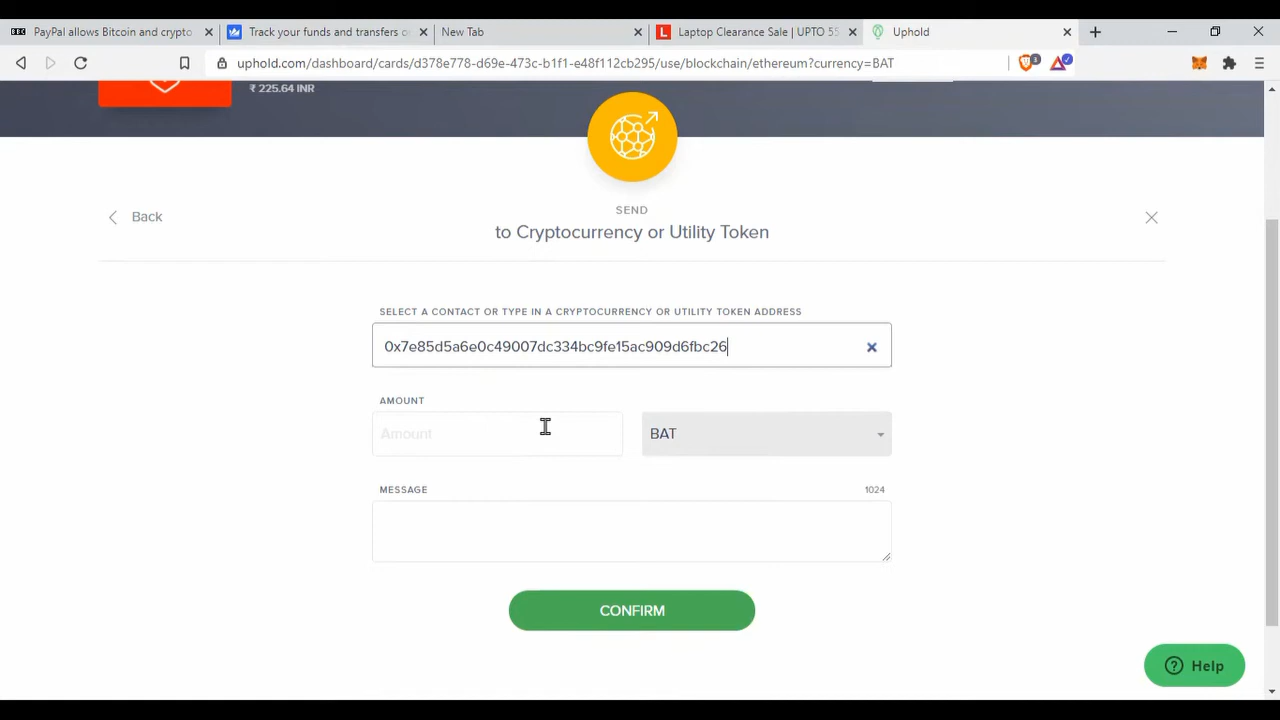 PayPal allows Bitcoin and crypto
Track your funds and transfers o
New Tab
Laptop Clearance Sale | UPTO 55
Uphold
uphold.com/dashboard/cards/d378e778-d69e-473c-b1f1-e48f112cb295/use/blockchain/ethereum?currency=BAT
₹ 225.64 INR
SEND
Back
to Cryptocurrency or Utility Token
SELECT A CONTACT OR TYPE IN A CRYPTOCURRENCY OR UTILITY TOKEN ADDRESS
0x7e85d5a6e0c49007dc334bc9fe15ac909d6fbc26
AMOUNT
Amount
BAT
MESSAGE
1024
CONFIRM
Help